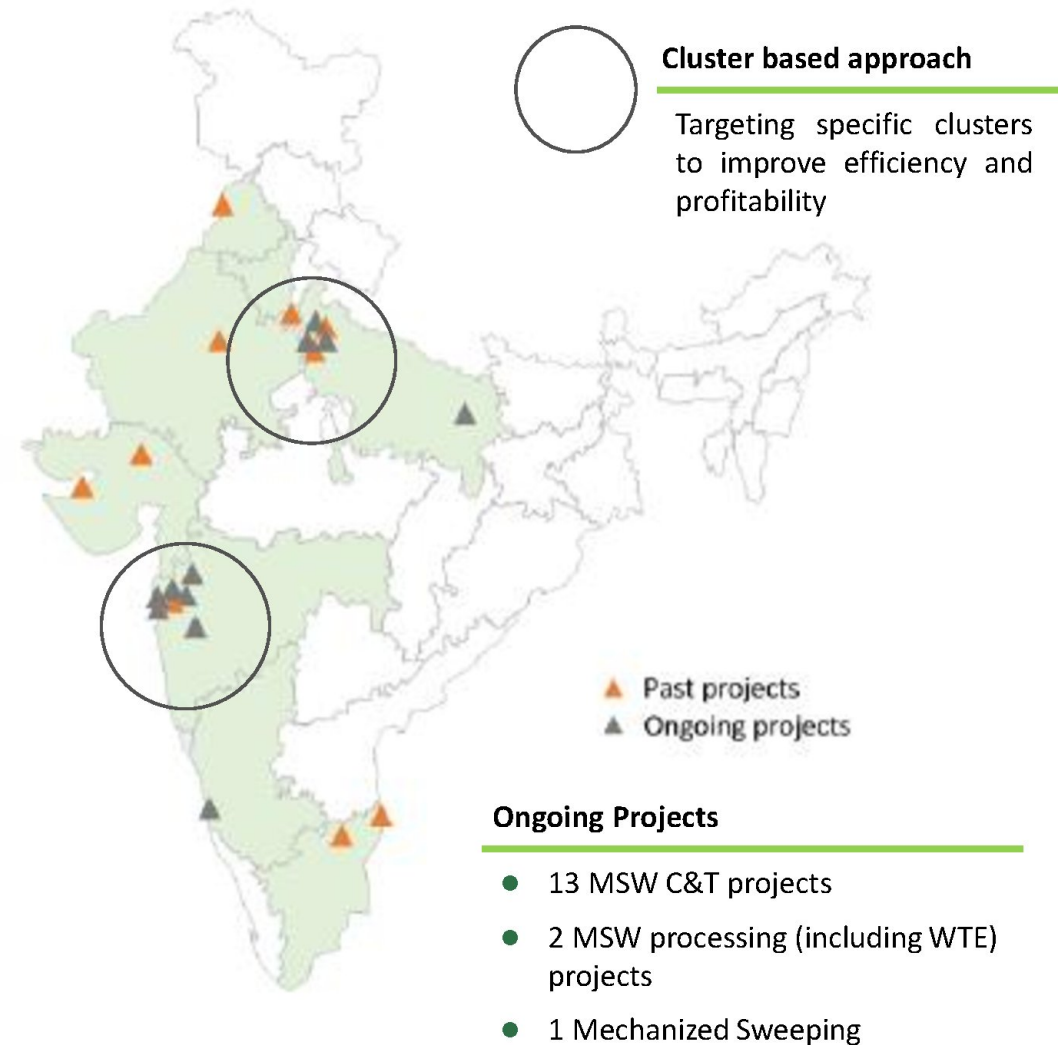 Cluster based approach
Targeting specific clusters
to improve efficiency and
profitability
Past projects
Ongoing projects
Ongoing Projects
13 MSW C&T projects
2 MSW processing (including WTE)
projects
1 Mechanized Sweeping